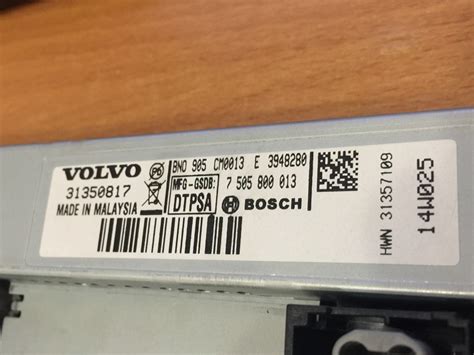 VOLVO
31350817
MADE IN MALAYSIA
BNO 905 CM0013 E 3948280
MFG-GSDB: 7 505 800 013
DTPSA BOSCH
HWN 31357109
14W025